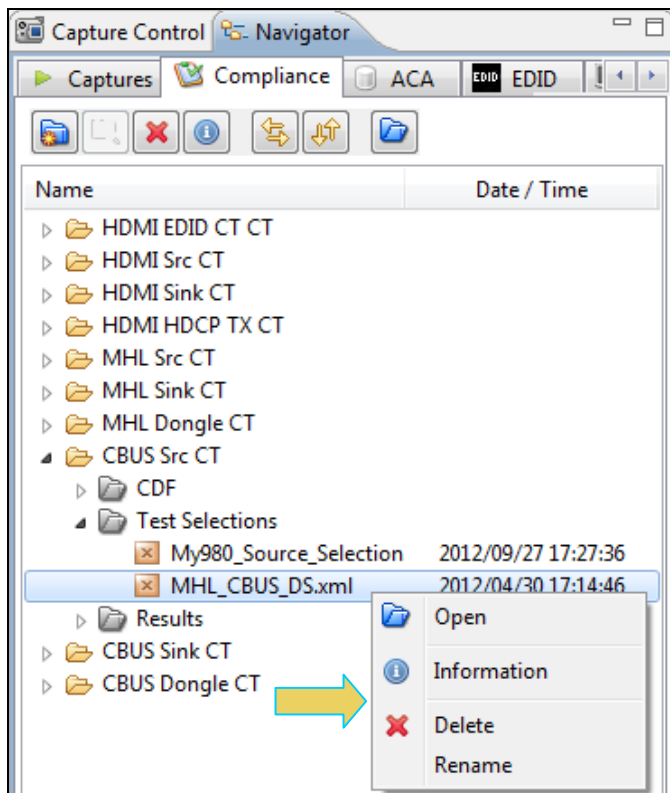 Capture Control Navigator
Captures Compliance ACA EDID EDID
Name Date / Time
HDMI EDID CT CT
HDMI Src CT
HDMI Sink CT
HDMI HDCP TX CT
MHL Src CT
MHL Sink CT
MHL Dongle CT
CBUS Src CT
CDF
Test Selections
My980_Source_Selection 2012/09/27 17:27:36
MHL_CBUS_DS.xml 2012/04/30 17:14:46
Results
CBUS Sink CT
CBUS Dongle CT
Open
Information
Delete
Rename